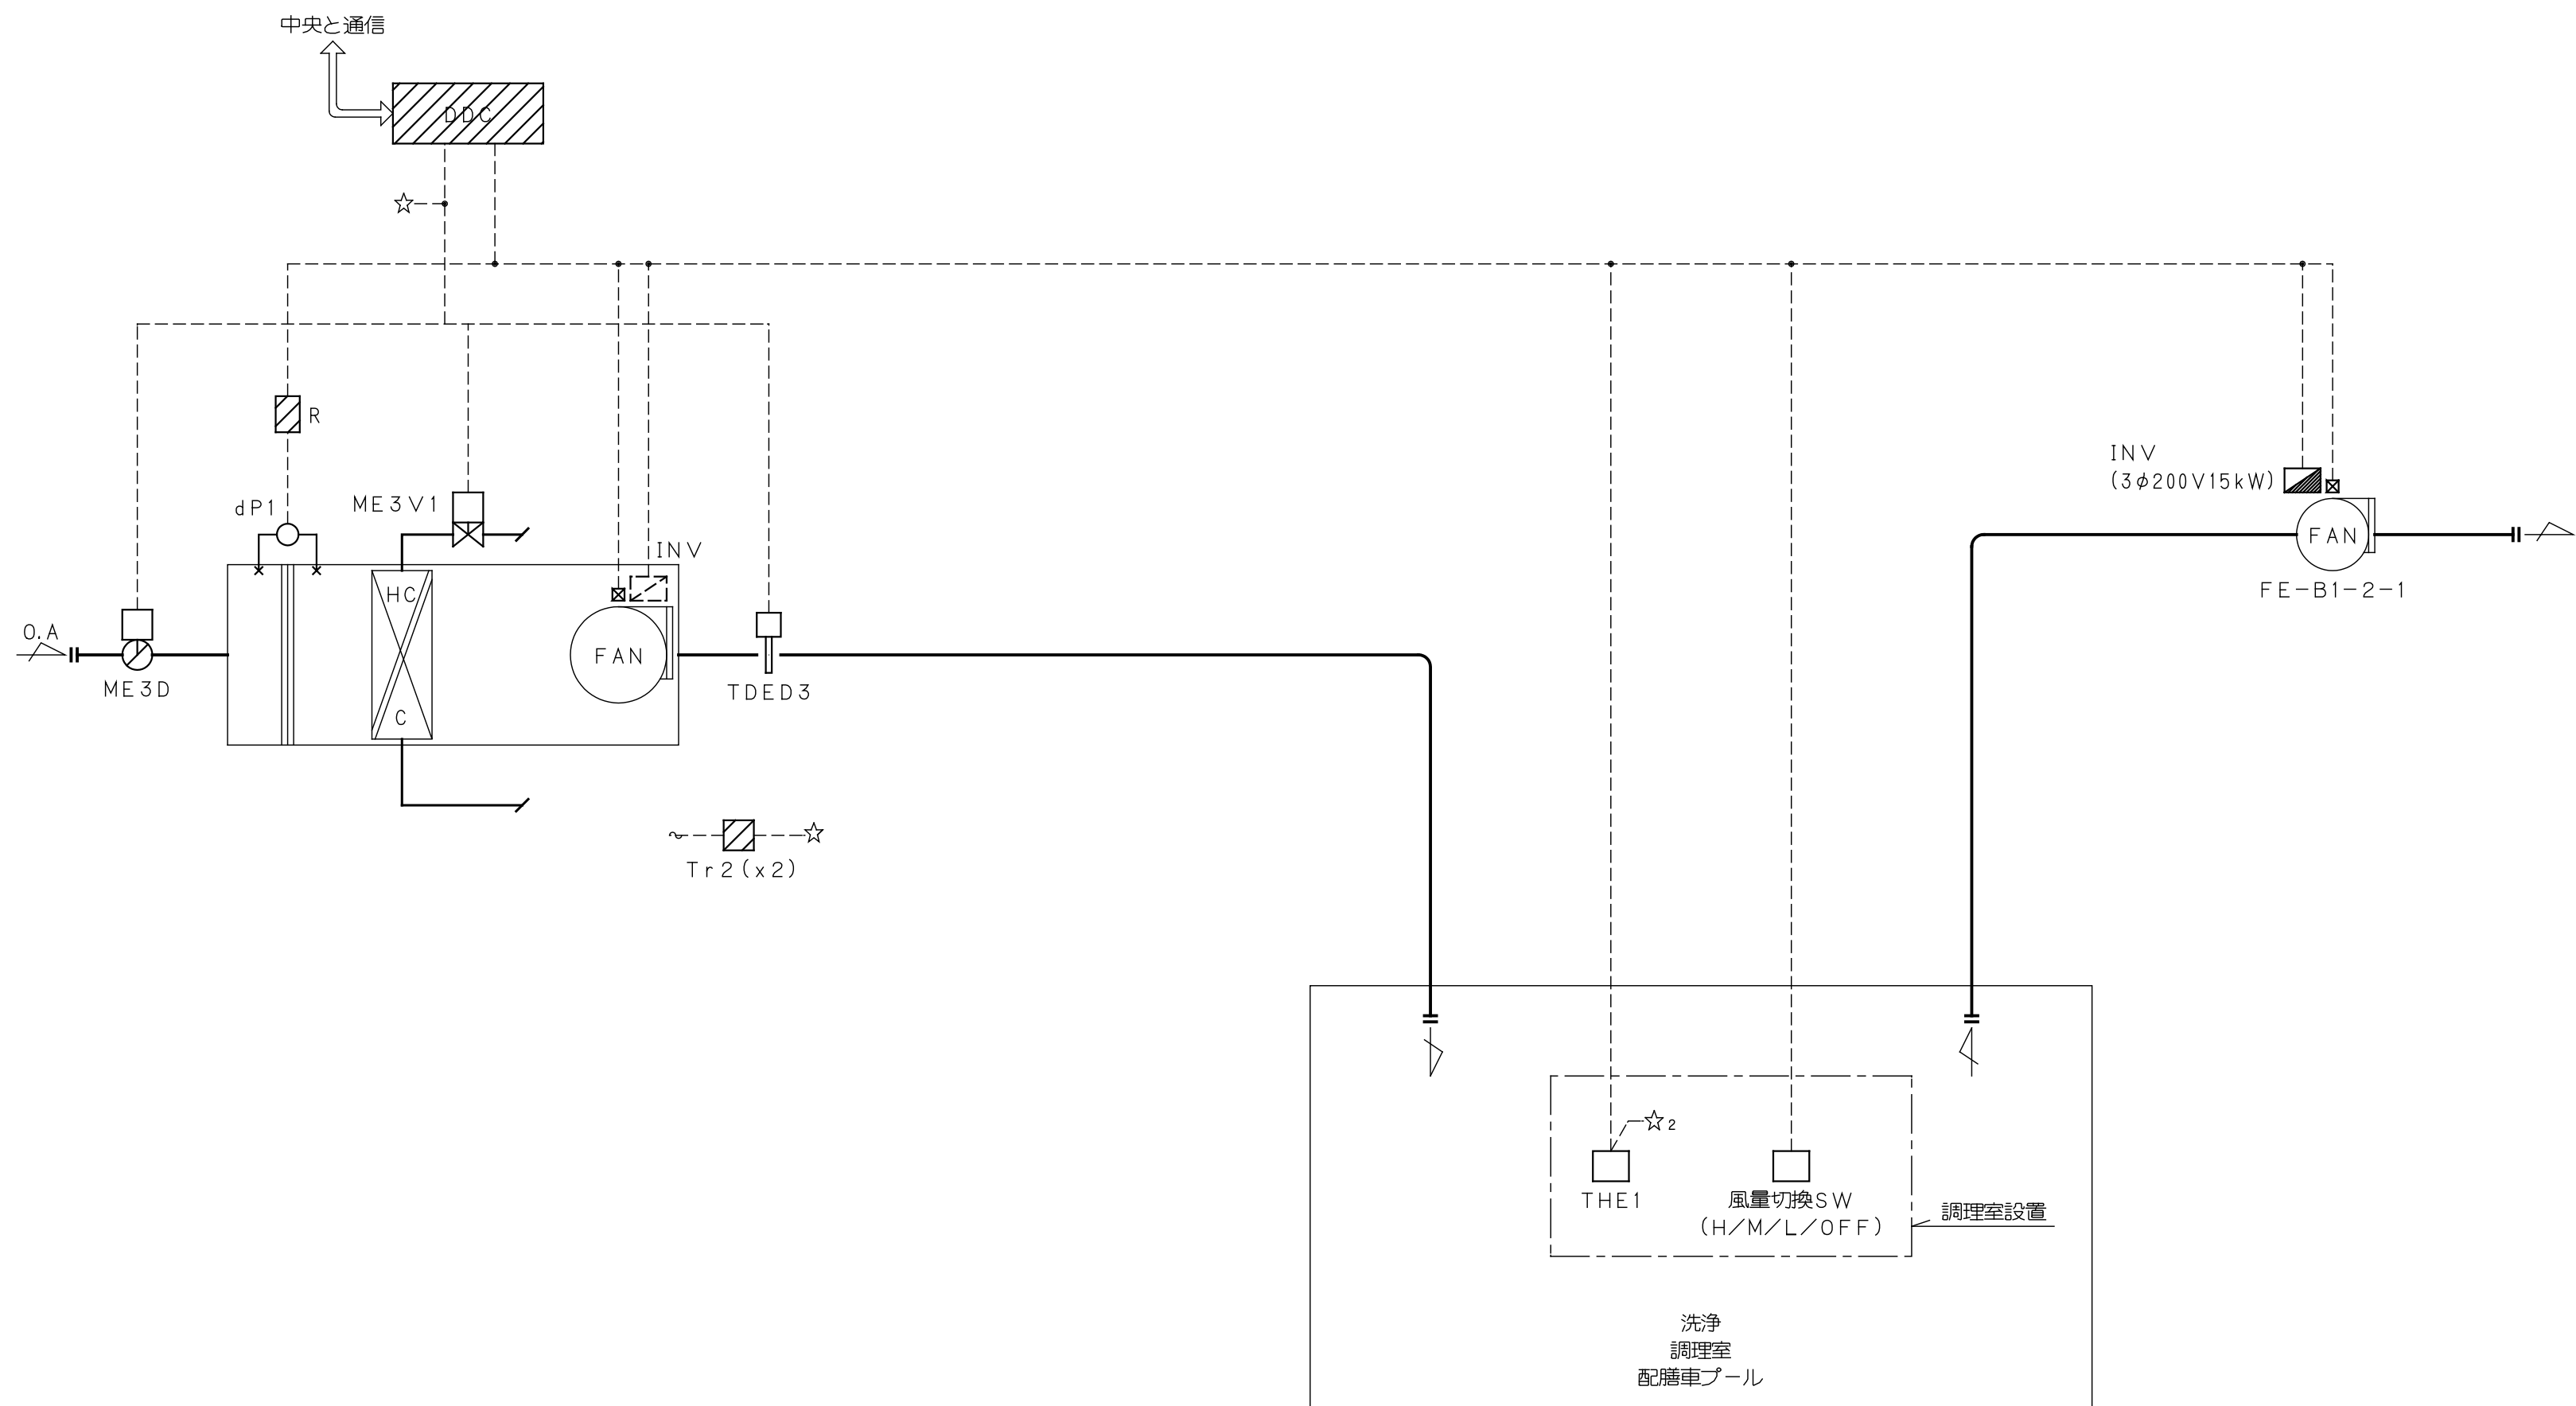 中央と通信
DDC
☆
R
INV
(3φ200V15kW)
dP1
ME3V1
FAN
INV
FE-B1-2-1
HC
O.A
FAN
ME3D
TDED3
C
☆
Tr2(x2)
☆2
THE1
風量切換SW
(H/M/L/OFF)
調理室設置
洗浄
調理室
配膳車プール